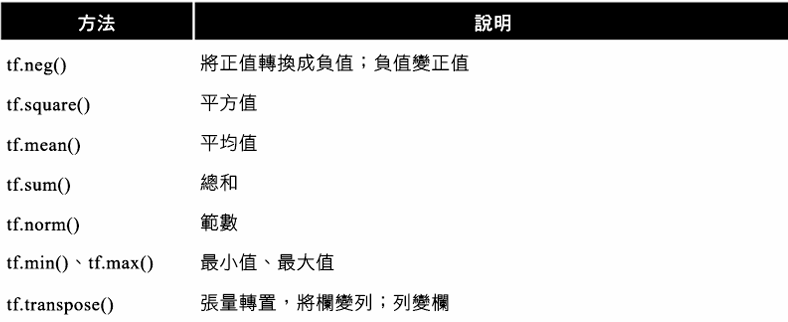 方法 說明
tf.neg() 將正值轉換成負值；負值變正值
tf.square() 平方值
tf.mean() 平均值
tf.sum() 總和
tf.norm() 範數
tf.min()、tf.max() 最小值、最大值
tf.transpose() 張量轉置，將欄變列；列變欄